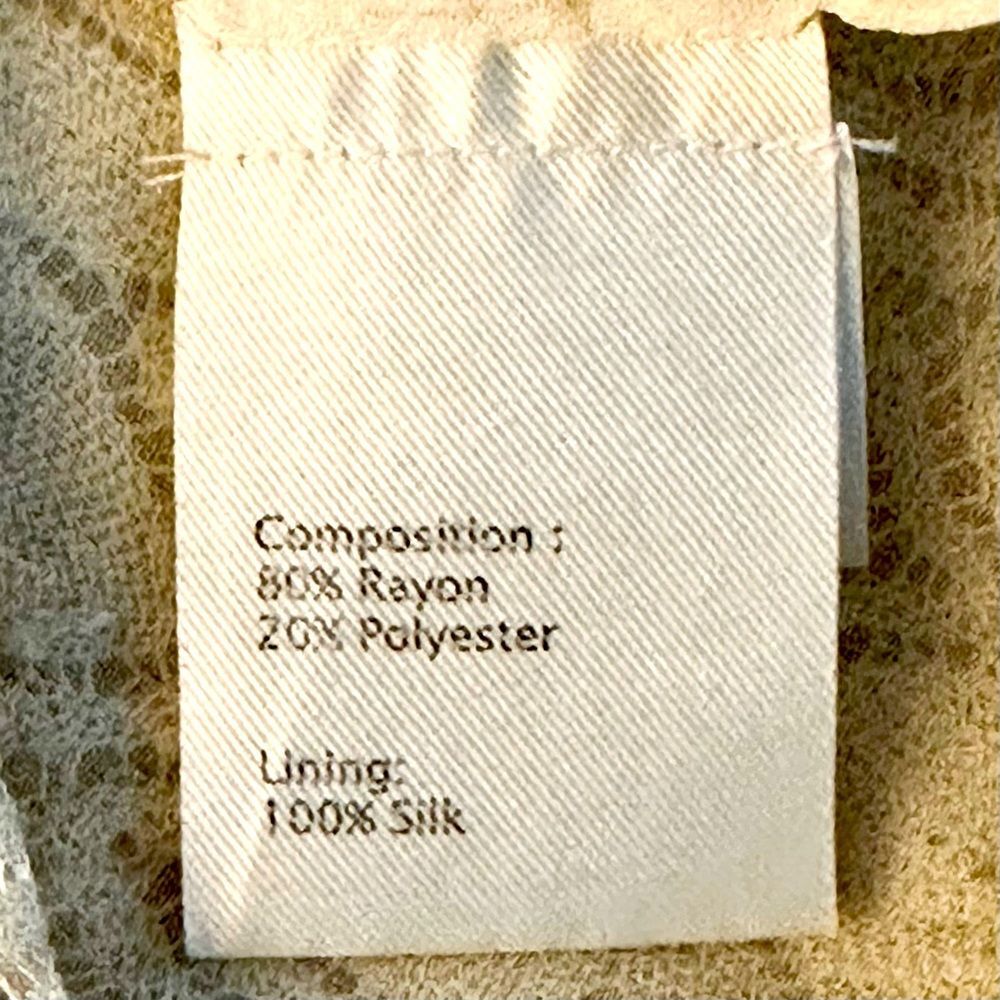 Composition :
80% Rayon
20% Polyester
Lining:
100% Silk